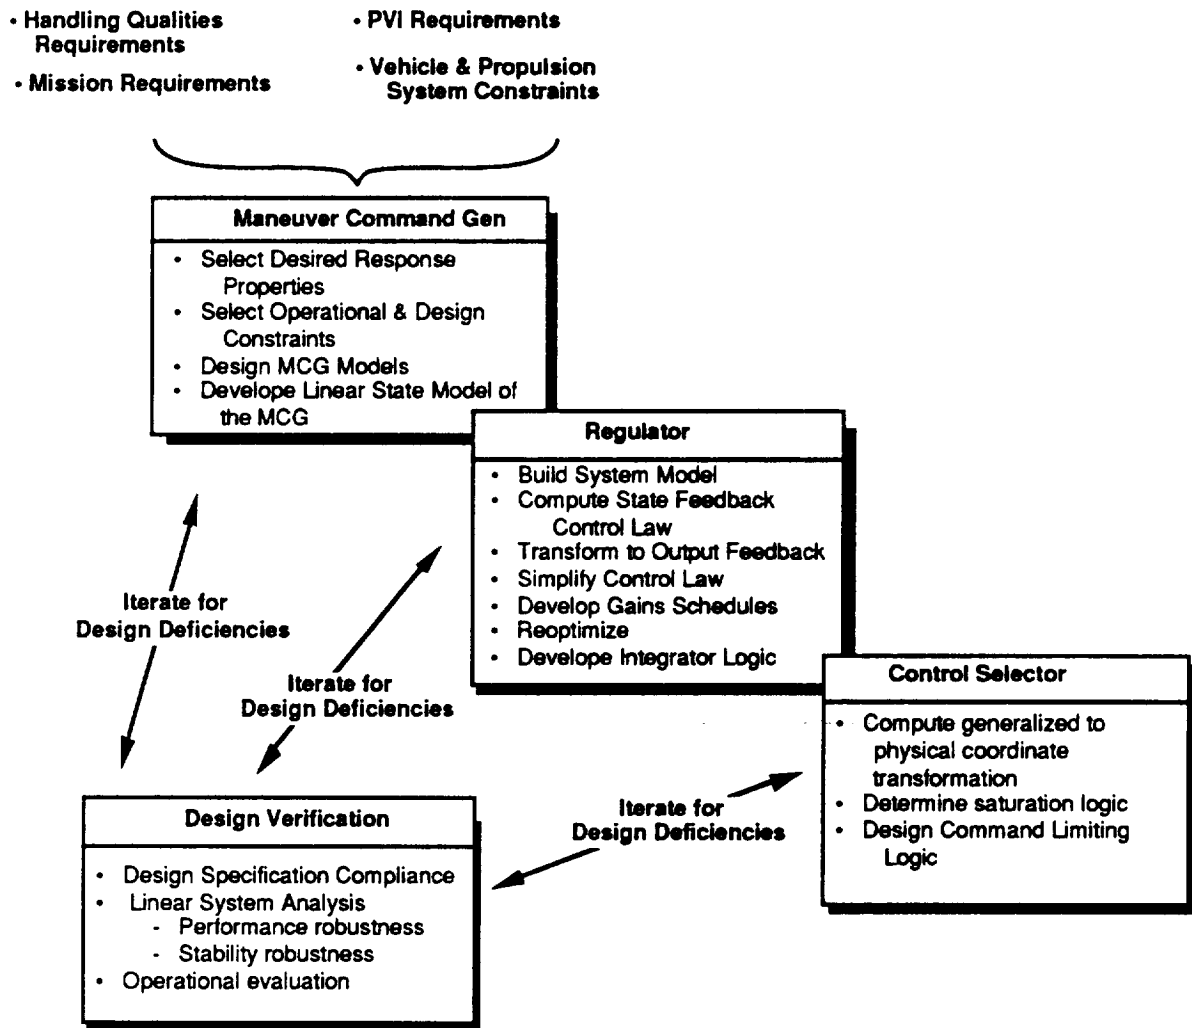 • Handling Qualities
Requirements
• Mission Requirements
• PVI Requirements
• Vehicle & Propulsion
System Constraints
Maneuver Command Gen
• Select Desired Response
Properties
• Select Operational & Design
Constraints
• Design MCG Models
• Develope Linear State Model of
the MCG
Regulator
• Build System Model
• Compute State Feedback
Control Law
• Transform to Output Feedback
• Simplify Control Law
• Develop Gains Schedules
• Reoptimize
• Develope Integrator Logic
Control Selector
• Compute generalized to
physical coordinate
transformation
• Determine saturation logic
• Design Command Limiting
Logic
Iterate for
Design Deficiencies
Iterate for
Design Deficiencies
Iterate for
Design Deficiencies
Design Verification
• Design Specification Compliance
• Linear System Analysis
- Performance robustness
- Stability robustness
• Operational evaluation